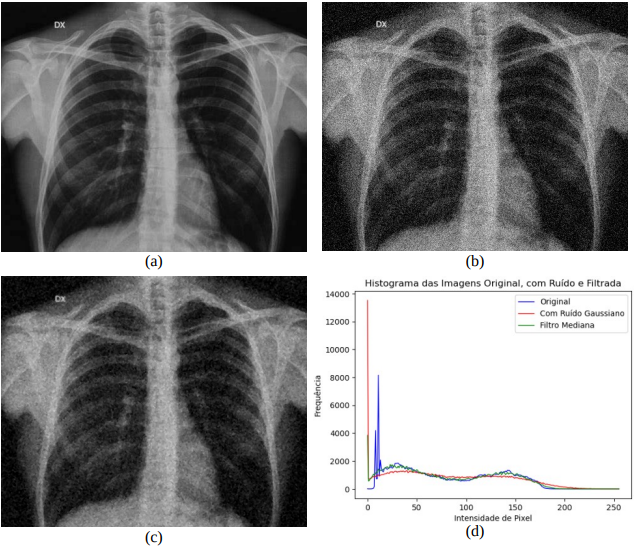 DX
DX
(a)
(b)
DX
Histograma das Imagens Original, com Ruído e Filtrada
Original
Com Ruído Gaussiano
Filtro Mediana
Frequência
14000
12000
10000
8000
6000
4000
2000
0
0 50 100 150 200 250
Intensidade de Pixel
(c)
(d)